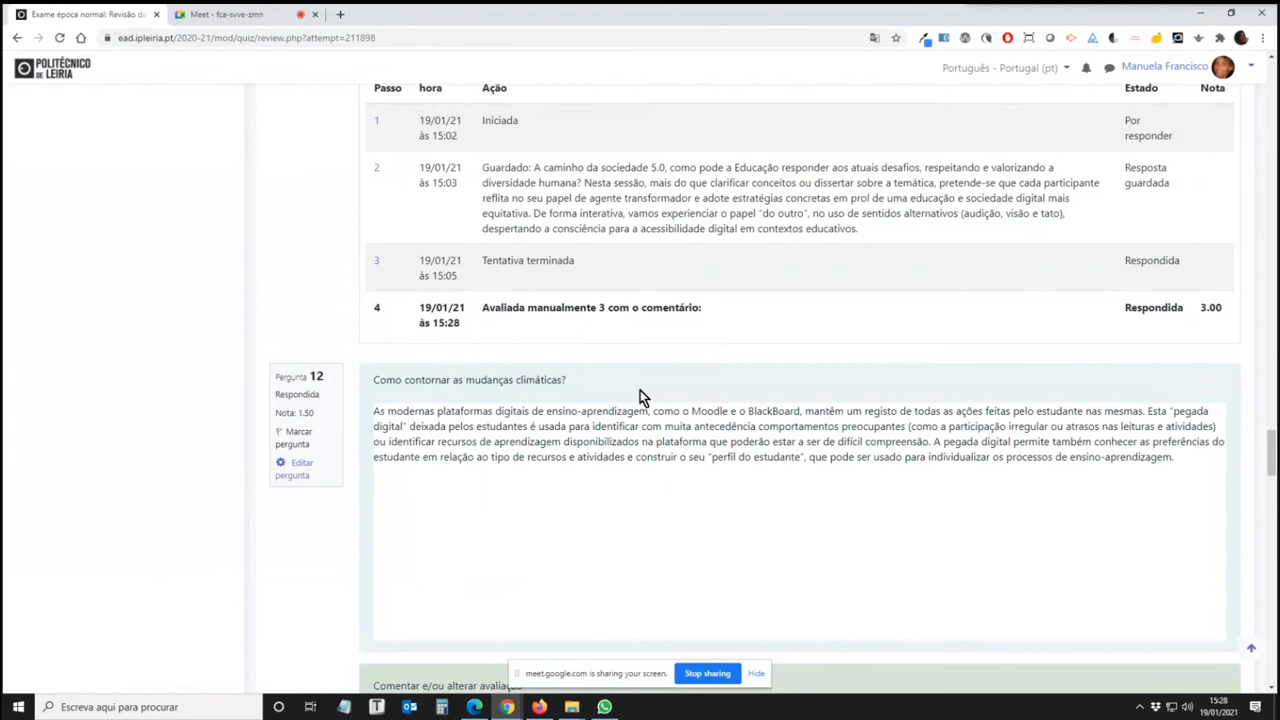 Exame época normal: Revisão da
Meet - fca-svve-zmn
ead.ipleiria.pt/2020-21/mod/quiz/review.php?attempt=211898
POLITÉCNICO
DE LEIRIA
Português - Portugal (pt)
Manuela Francisco
Passo hora Ação Estado Nota
1 19/01/21 Iniciada Por
às 15:02 responder
2 19/01/21 Guardado: A caminho da sociedade 5.0, como pode a Educação responder aos atuais desafios, respeitando e valorizando a Resposta
às 15:03 diversidade humana? Nesta sessão, mais do que clarificar conceitos ou dissertar sobre a temática, pretende-se que cada participante guardada
reflita no seu papel de agente transformador e adote estratégias concretas em prol de uma educação e sociedade digital mais
equitativa. De forma interativa, vamos experienciar o papel "do outro", no uso de sentidos alternativos (audição, visão e tato),
despertando a consciência para a acessibilidade digital em contextos educativos.
3 19/01/21 Tentativa terminada Respondida
às 15:05
4 19/01/21 Avaliada manualmente 3 com o comentário: Respondida 3.00
às 15:28
Pergunta 12
Respondida
Nota: 1.50
Marcar
pergunta
Editar
pergunta
Como contornar as mudanças climáticas?
As modernas plataformas digitais de ensino-aprendizagem, como o Moodle e o BlackBoard, mantêm um registo de todas as ações feitas pelo estudante nas mesmas. Esta "pegada
digital" deixada pelos estudantes é usada para identificar com muita antecedência comportamentos preocupantes (como a participação irregular ou atrasos nas leituras e atividades)
ou identificar recursos de aprendizagem disponibilizados na plataforma que poderão estar a ser de difícil compreensão. A pegada digital permite também conhecer as preferências do
estudante em relação ao tipo de recursos e atividades e construir o seu "perfil do estudante", que pode ser usado para individualizar os processos de ensino-aprendizagem.
Comentar e/ou alterar avaliação
meet.google.com is sharing your screen. Stop sharing Hide
Escreva aqui para procurar
15:28
19/01/2021